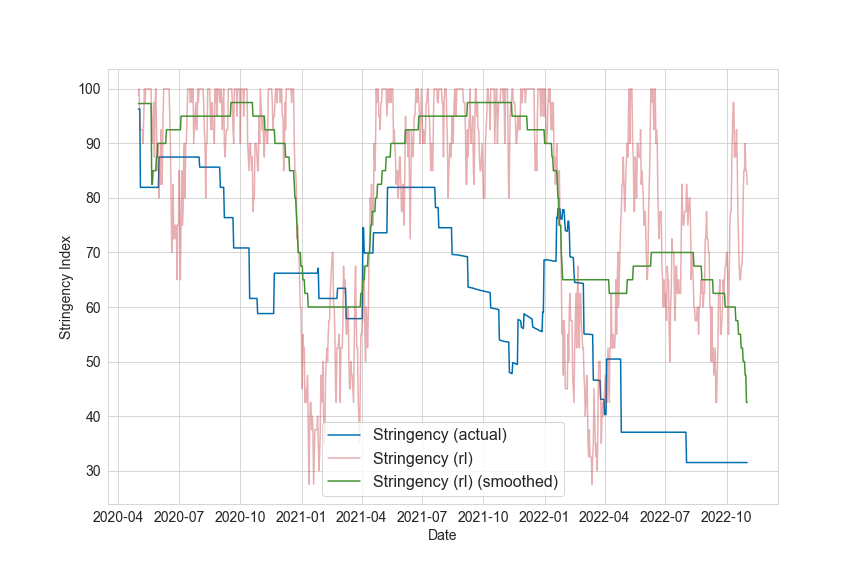 100
90
80
70
60
50
40
30
Stringency Index
Stringency (actual)
Stringency (rl)
Stringency (rl) (smoothed)
2020-04 2020-07 2020-10 2021-01 2021-04 2021-07 2021-10 2022-01 2022-04 2022-07 2022-10
Date